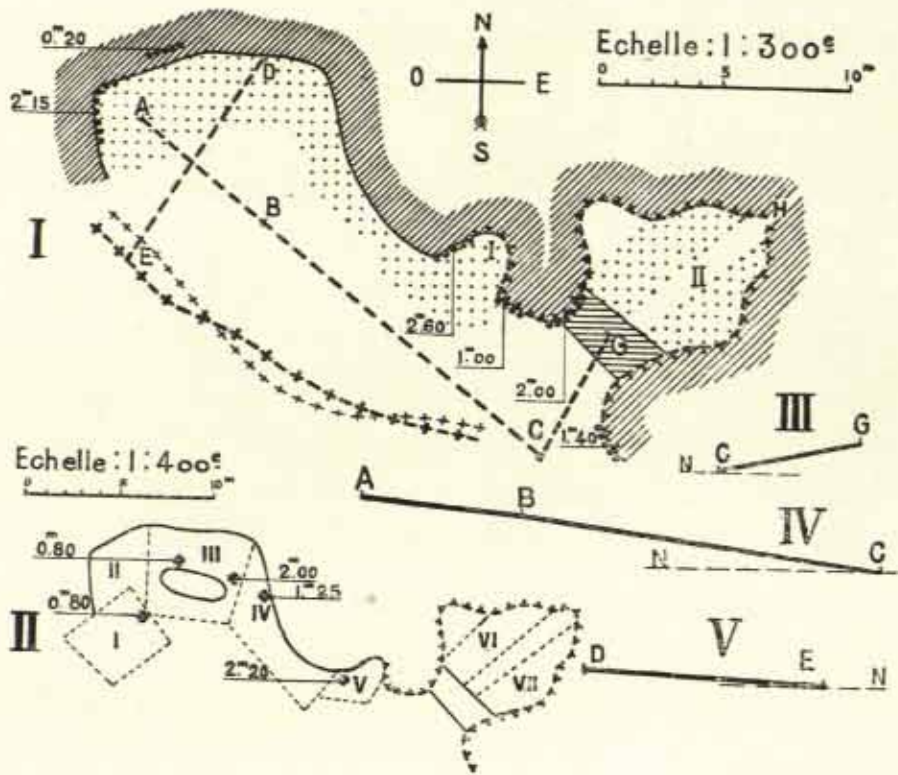 N
Echelle : 1 : 300e
0 5 10m
O E
S
0m20
2m15
A
D
B
E
I
I
H
II
2m60
1m00
2m00
G
C
1m40
III
G
C
N
Echelle : 1 : 400e
0 5 10m
A
B
IV
N
C
0m80
II
III
2m00
1m25
0m80
I
IV
II
2m20
V
VI
VII
V
D
E
N